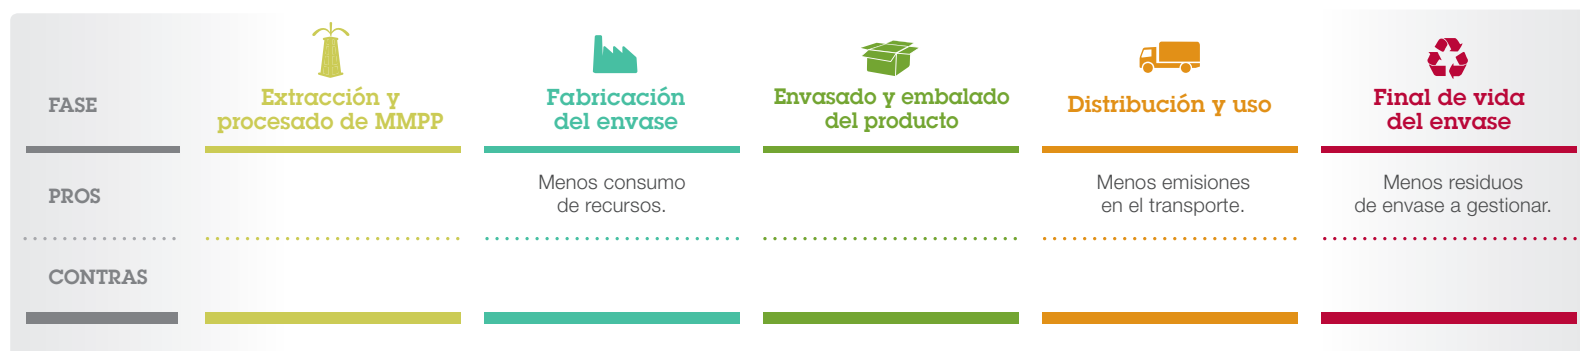 FASE
Extracción y
procesado de MMPP
Fabricación
del envase
Envasado y embalado
del producto
Distribución y uso
Final de vida
del envase
PROS
Menos consumo
de recursos.
Menos emisiones
en el transporte.
Menos residuos
de envase a gestionar.
CONTRAS